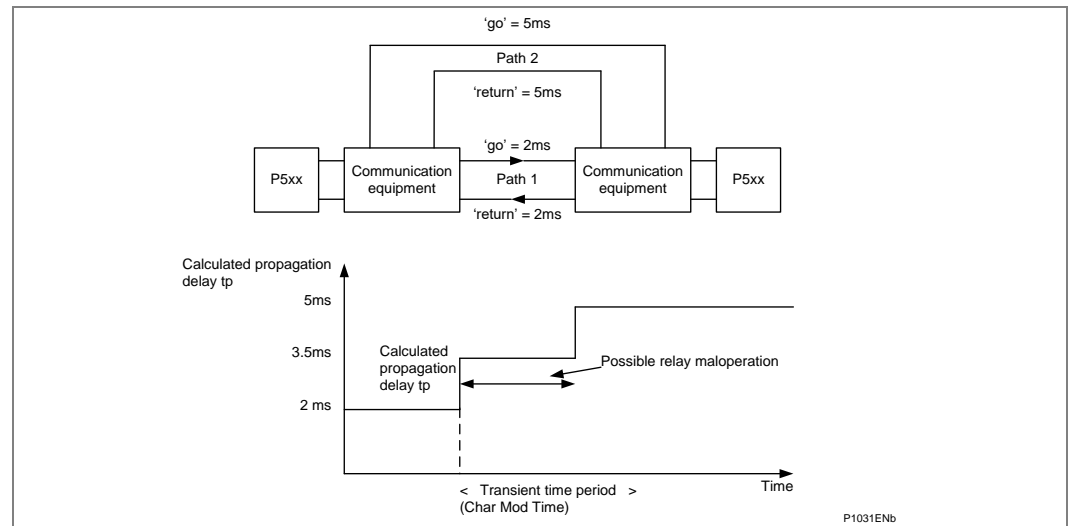 ‘go’ = 5ms
Path 2
‘return’ = 5ms
‘go’ = 2ms
P5xx
Communication
equipment
Path 1
Communication
equipment
P5xx
‘return’ = 2ms
Calculated propagation
delay tp
5ms
3.5ms
Calculated
propagation
delay tp
Possible relay maloperation
2 ms
Time
< Transient time period >
(Char Mod Time)
P1031ENb